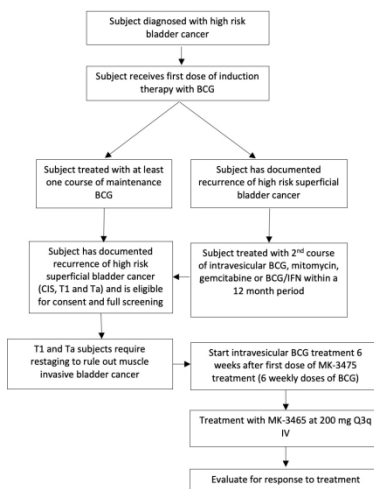 Subject diagnosed with high risk
bladder cancer
Subject receives first dose of induction
therapy with BCG
Subject treated with at least
one course of maintenance
BCG
Subject has documented
recurrence of high risk superficial
bladder cancer
Subject has documented
recurrence of high risk
superficial bladder cancer
(CIS, T1 and Ta) and is eligible
for consent and full screening
Subject treated with 2nd course
of intravesicular BCG, mitomycin,
gemcitabine or BCG/IFN within a
12 month period
T1 and Ta subjects require
restaging to rule out muscle
invasive bladder cancer
Start intravesicular BCG treatment 6
weeks after first dose of MK-3475
treatment (6 weekly doses of BCG)
Treatment with MK-3465 at 200 mg Q3q
IV
Evaluate for response to treatment